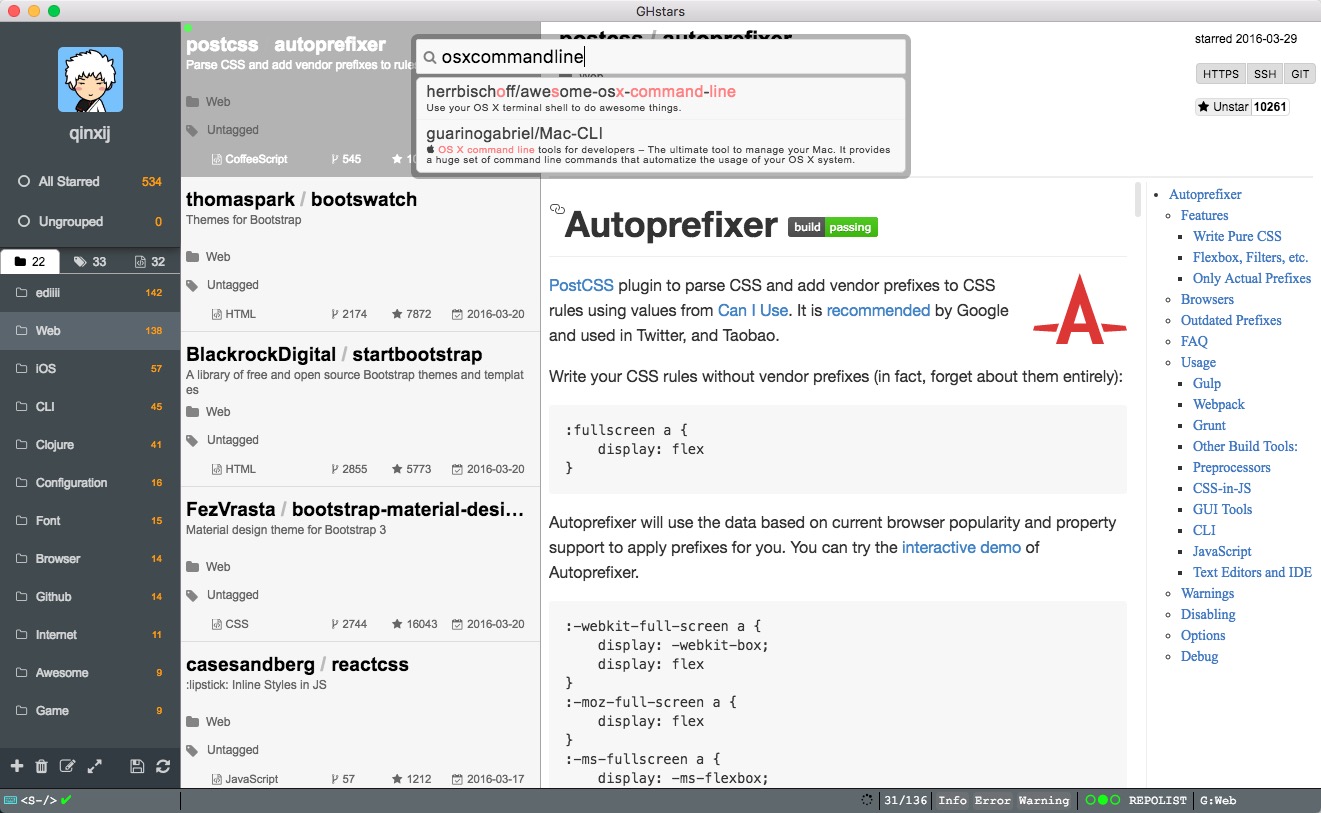 GHstars
qinxij
All Starred 534
Ungrouped 0
22 33 32
ediiii 142
Web 138
iOS 57
CLI 45
Clojure 41
Configuration 16
Font 15
Browser 14
Github 14
Internet 11
Awesome 9
Game 9
postcss autoprefixer
Parse CSS and add vendor prefixes to rule
Web
Untagged
CoffeeScript 545
thomaspark / bootswatch
Themes for Bootstrap
Web
Untagged
HTML 2174 7872 2016-03-20
BlackrockDigital / startbootstrap
A library of free and open source Bootstrap themes and templat
es
Web
Untagged
HTML 2855 5773 2016-03-20
FezVrasta / bootstrap-material-desi…
Material design theme for Bootstrap 3
Web
Untagged
CSS 2744 16043 2016-03-20
casesandberg / reactcss
:lipstick: Inline Styles in JS
Web
Untagged
JavaScript 57 1212 2016-03-17
osxcommandline
herrbischoff/awesome-osx-command-line
Use your OS X terminal shell to do awesome things.
guarinogabriel/Mac-CLI
OS X command line tools for developers – The ultimate tool to manage your Mac. It provides
a huge set of command line commands that automatize the usage of your OS X system.
postcss / autoprefixer
starred 2016-03-29
HTTPS SSH GIT
Unstar 10261
Autoprefixer build passing
PostCSS plugin to parse CSS and add vendor prefixes to CSS
rules using values from Can I Use. It is recommended by Google
and used in Twitter, and Taobao.
Write your CSS rules without vendor prefixes (in fact, forget about them entirely):
:fullscreen a {
display: flex
}
Autoprefixer will use the data based on current browser popularity and property
support to apply prefixes for you. You can try the interactive demo of
Autoprefixer.
:-webkit-full-screen a {
display: -webkit-box;
display: flex
}
:-moz-full-screen a {
display: flex
}
:-ms-fullscreen a {
display: -ms-flexbox;
Autoprefixer
Features
Write Pure CSS
Flexbox, Filters, etc.
Only Actual Prefixes
Browsers
Outdated Prefixes
FAQ
Usage
Gulp
Webpack
Grunt
Other Build Tools:
Preprocessors
CSS-in-JS
GUI Tools
CLI
JavaScript
Text Editors and IDE
Warnings
Disabling
Options
Debug
<S-/>
31/136 Info Error Warning REPOLIST G:Web